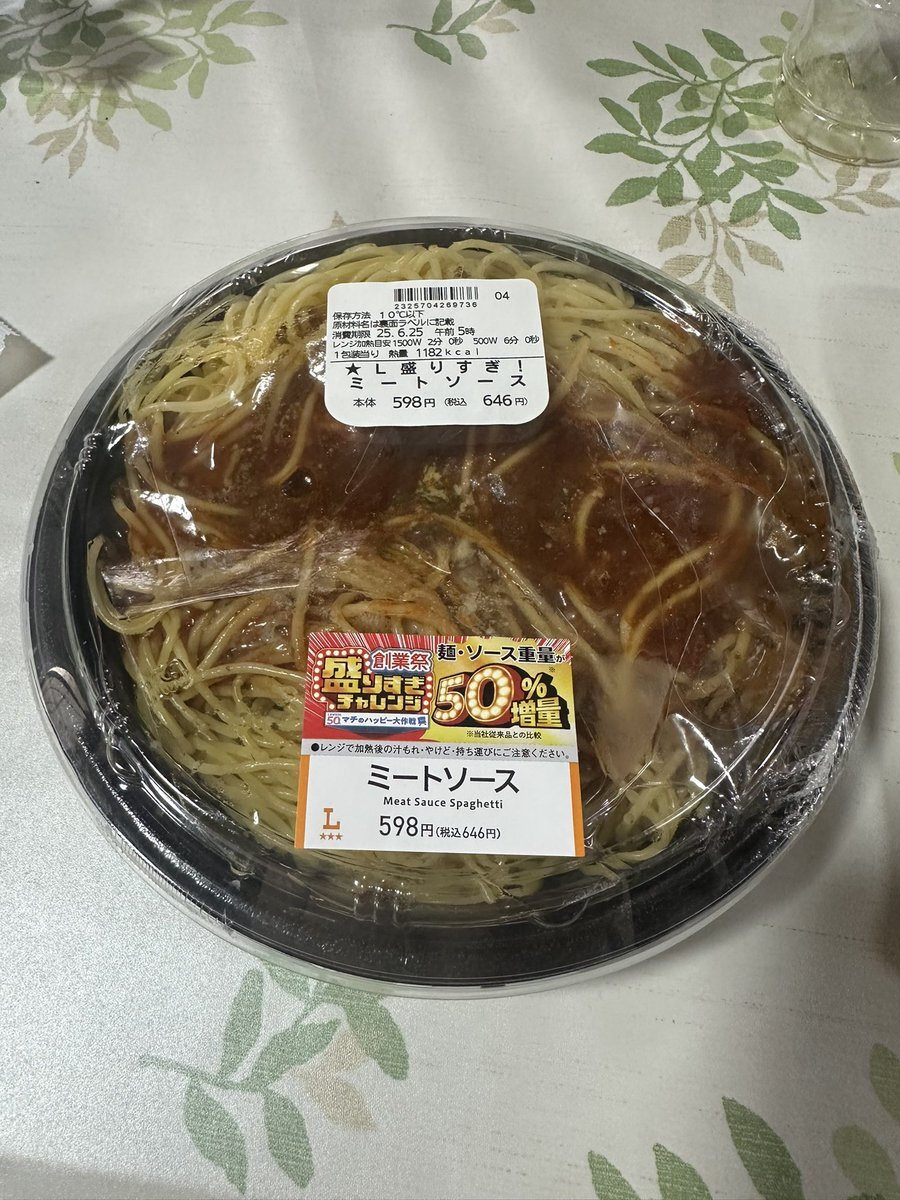 04
2325704269736
保存方法 10℃以下
原材料名は裏面ラベルに記載
消費期限 25.6.25 午前5時
レンジ加熱目安1500W 2分 0秒 500W 6分 0秒
1包装当り 熱量 1182kcal
★L盛りすぎ!
ミートソース
本体 598円(税込 646円)
創業祭
盛りすぎ
チャレンジ
50th マチのハッピー大作戦
麺・ソース重量が
50%※
増量
※当社従来品との比較
●レンジで加熱後の汁もれ・やけど・持ち運びにご注意ください。
ミートソース
Meat Sauce Spaghetti
L
★★★
598円(税込646円)